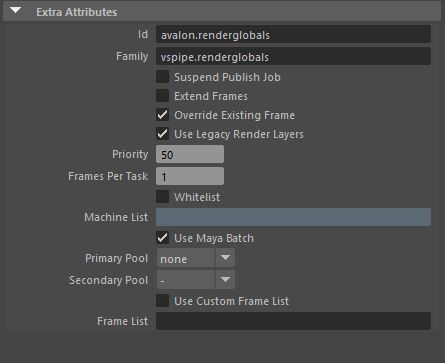 Extra Attributes
Id avalon.renderglobals
Family vspipe.renderglobals
Suspend Publish Job
Extend Frames
Override Existing Frame
Use Legacy Render Layers
Priority 50
Frames Per Task 1
Whitelist
Machine List
Use Maya Batch
Primary Pool none
Secondary Pool -
Use Custom Frame List
Frame List